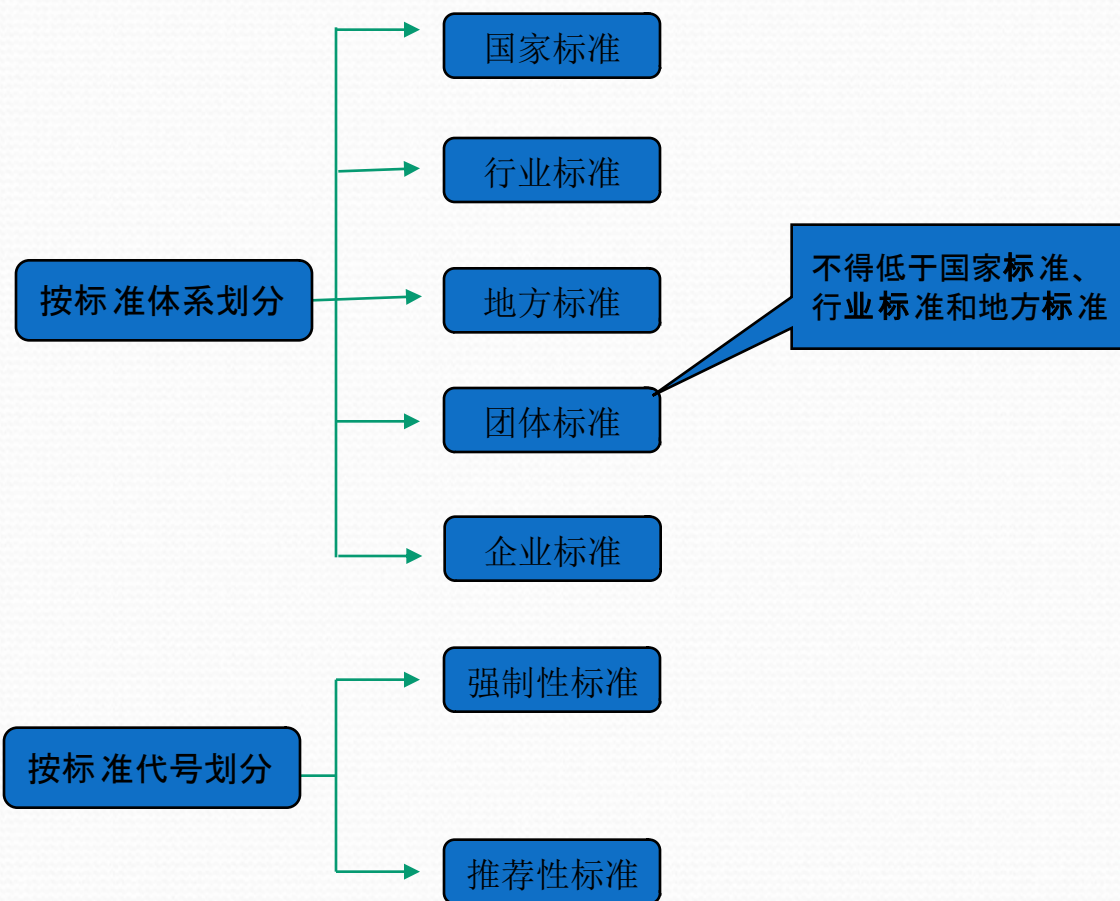 国家标准
行业标准
按标准体系划分
地方标准
不得低于国家标准、
行业标准和地方标准
团体标准
企业标准
强制性标准
按标准代号划分
推荐性标准